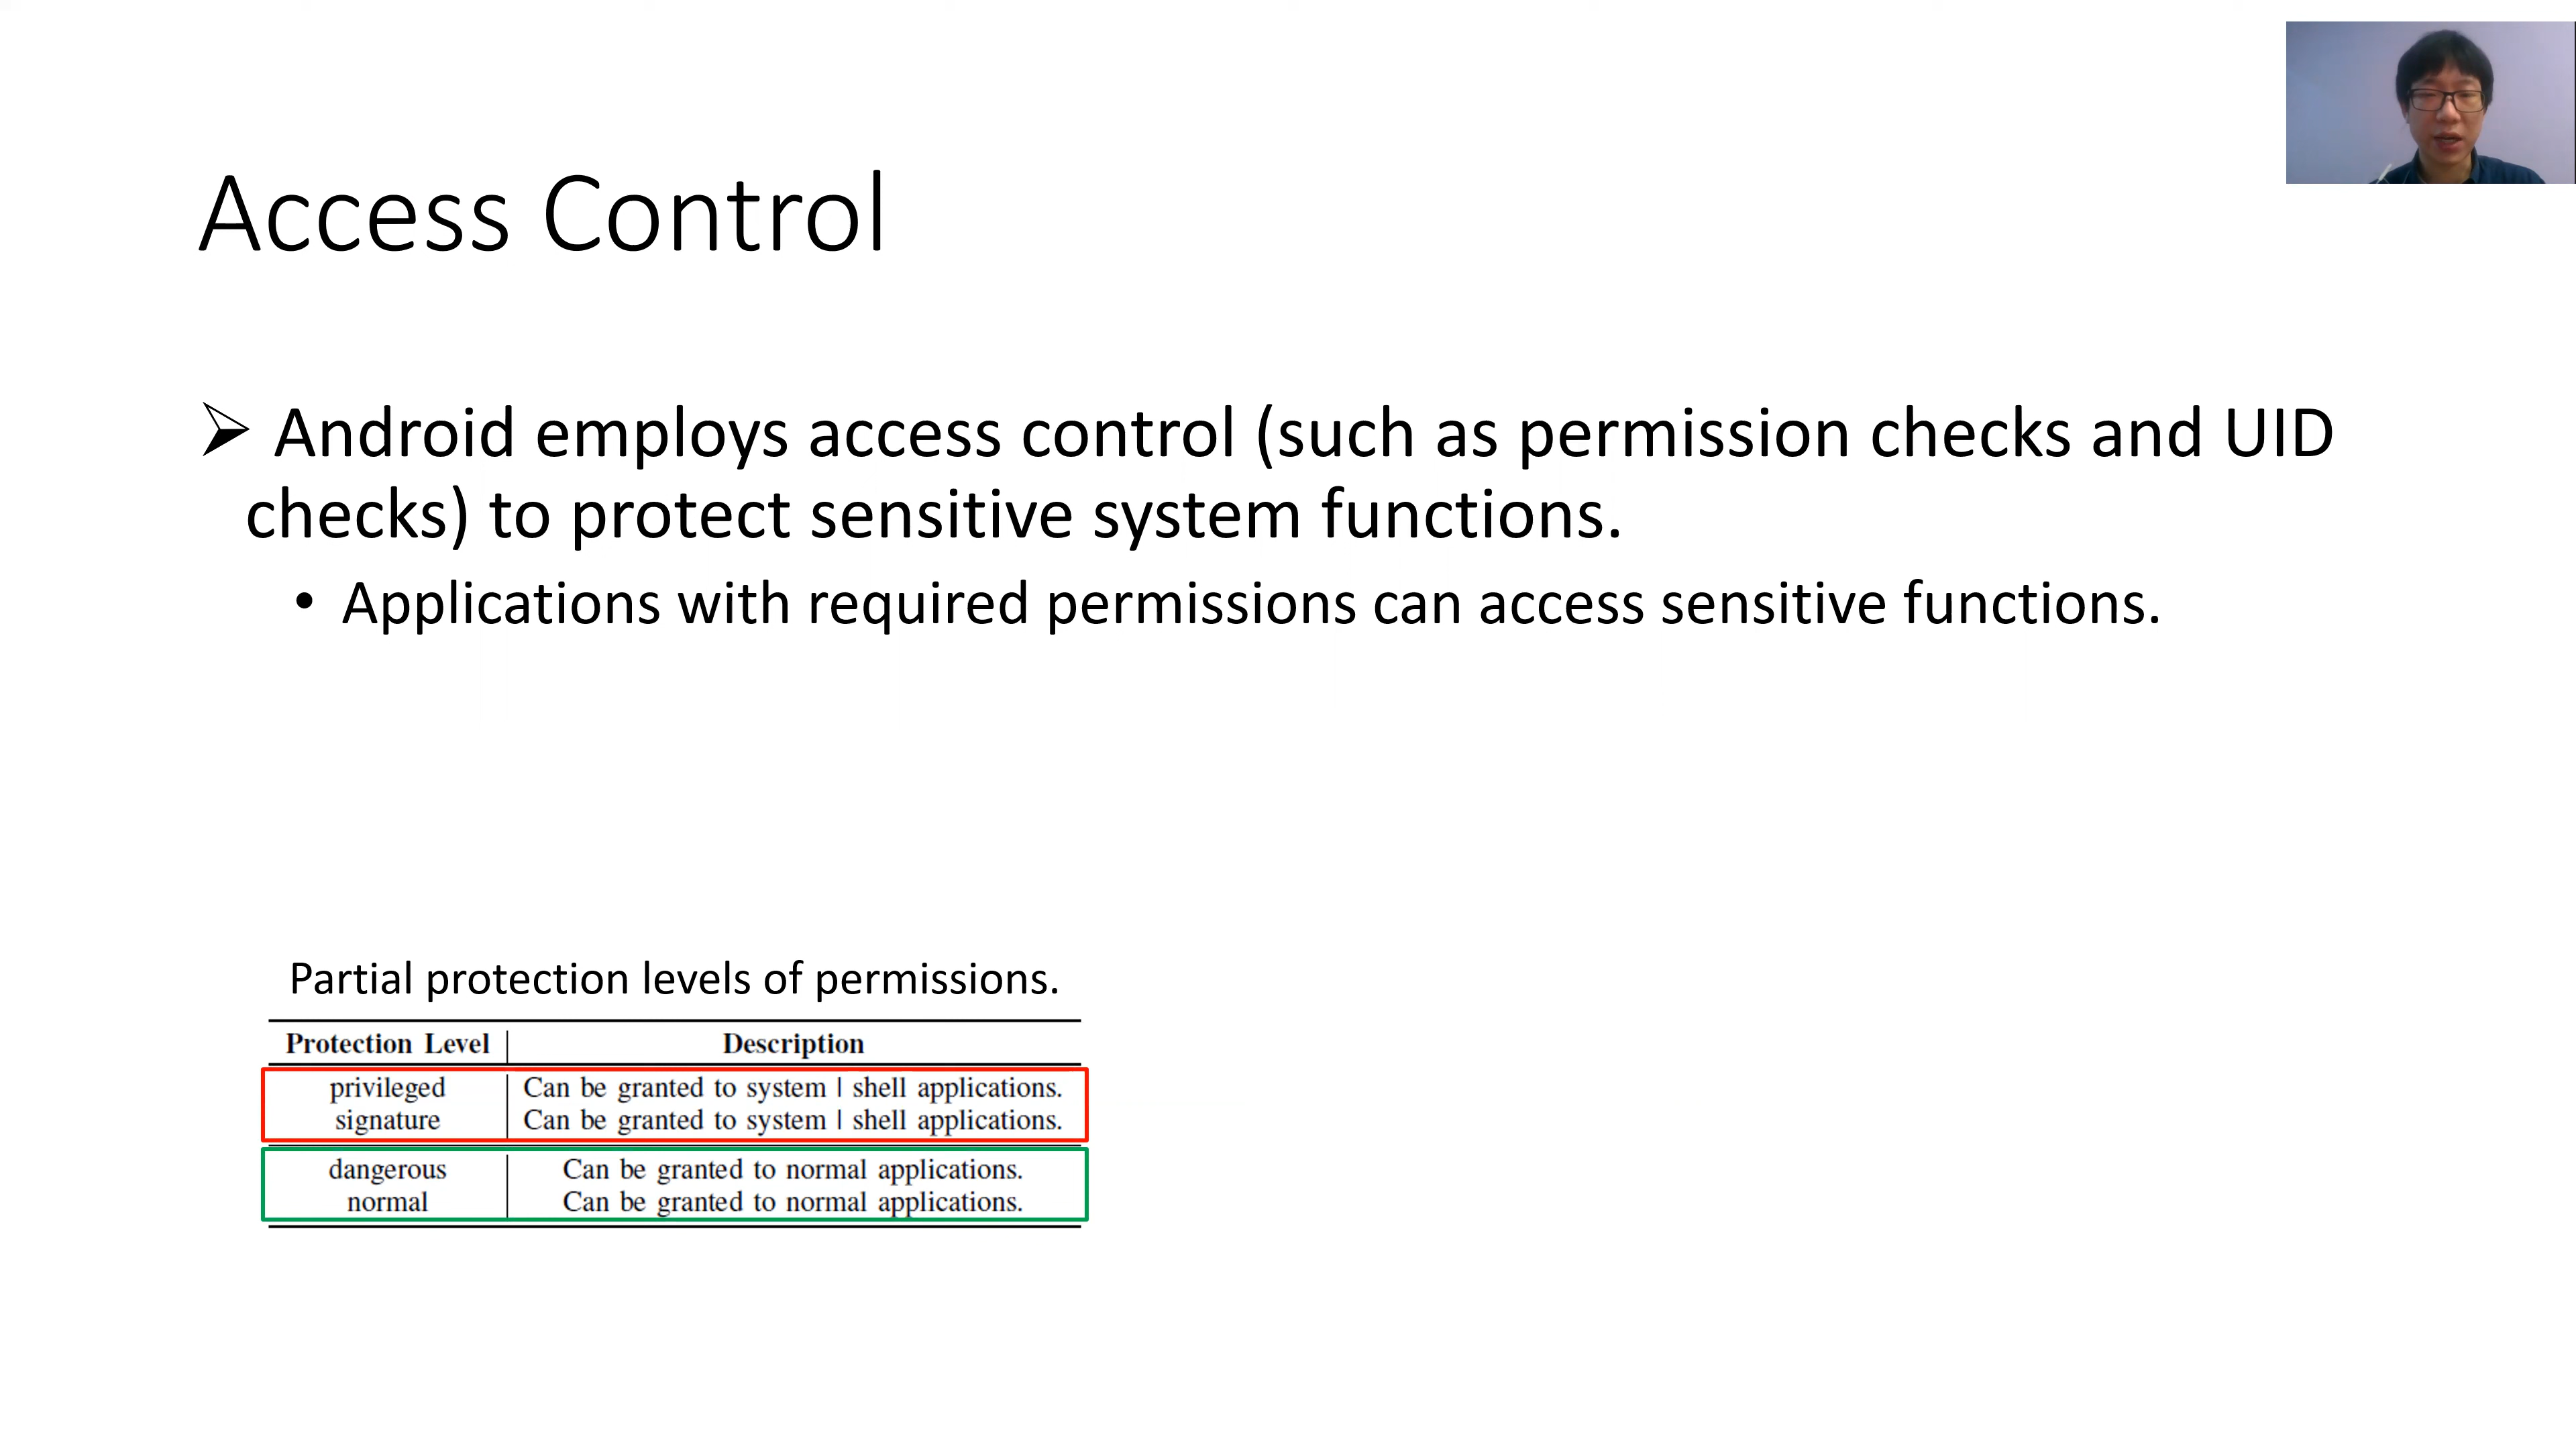 Access Control
Android employs access control (such as permission checks and UID
checks) to protect sensitive system functions.
• Applications with required permissions can access sensitive functions.
Partial protection levels of permissions.
Protection Level | Description
privileged | Can be granted to system | shell applications.
signature | Can be granted to system | shell applications.
dangerous | Can be granted to normal applications.
normal | Can be granted to normal applications.